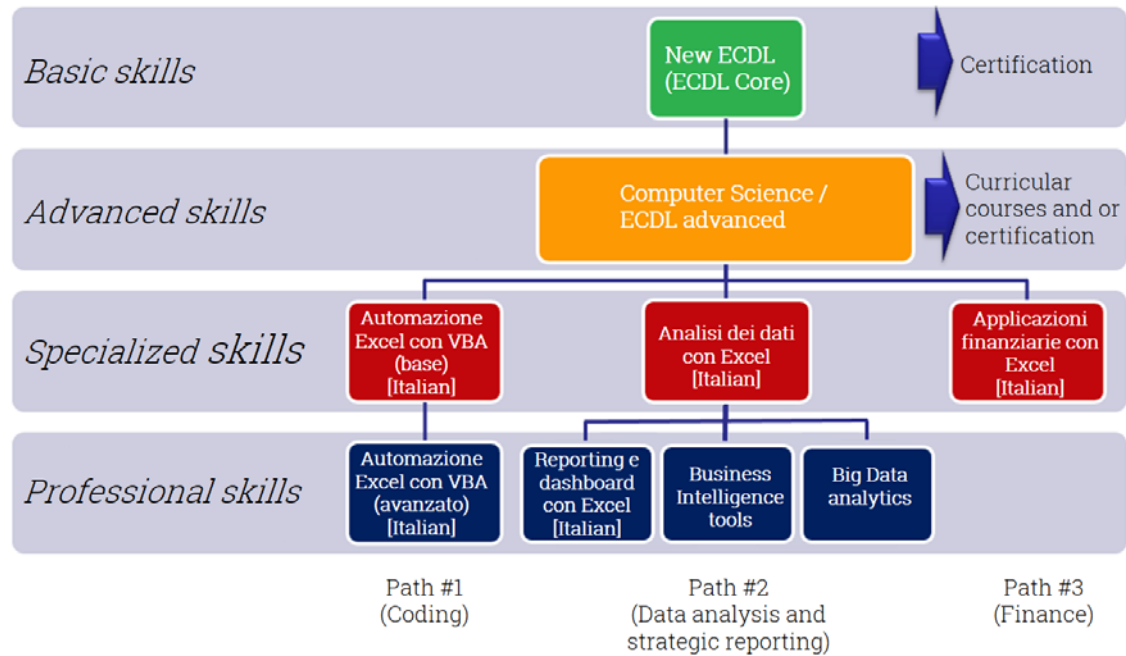 Basic skills
New ECDL
(ECDL Core)
Certification
Advanced skills
Computer Science /
ECDL advanced
Curricular
courses and or
certification
Specialized skills
Automazione
Excel con VBA
(base)
[Italian]
Analisi dei dati
con Excel
[Italian]
Applicazioni
finanziarie con
Excel
[Italian]
Professional skills
Automazione
Excel con VBA
(avanzato)
[Italian]
Reporting e
dashboard
con Excel
[Italian]
Business
Intelligence
tools
Big Data
analytics
Path #1
(Coding)
Path #2
(Data analysis and
strategic reporting)
Path #3
(Finance)